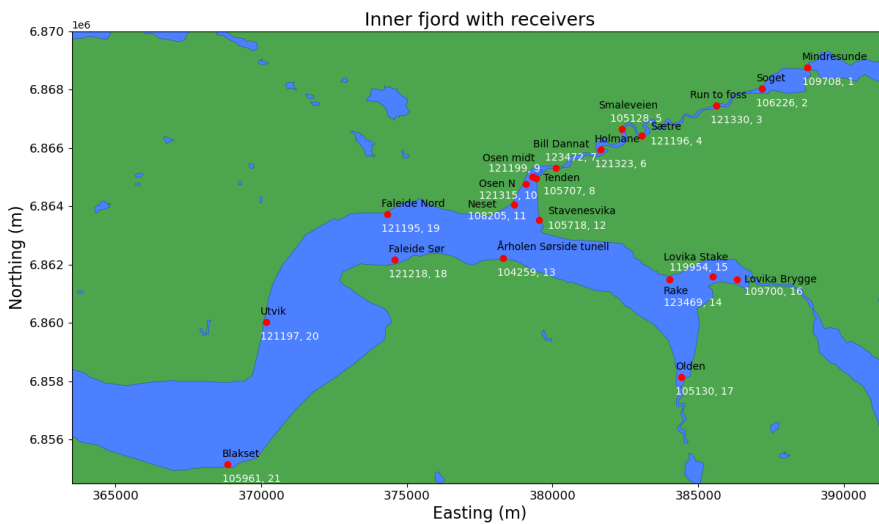 Inner fjord with receivers
1e6
6.870
6.868
6.866
6.864
6.862
6.860
6.858
6.856
Northing (m)
Mindresunde
109708, 1
Soget
106226, 2
Run to foss
121330, 3
Smaleveien
105128, 5
Sætre
121196, 4
Bill Dannat
123472, 7
Holmane
121323, 6
Osen midt
121199, 9
Tenden
105707, 8
Osen N
121315, 10
Neset
108205, 11
Stavenesvika
105718, 12
Faleide Nord
121195, 19
Faleide Sør
121218, 18
Årholen Sørside tunell
104259, 13
Lovika Stake
119954, 15
Lovika Brygge
109700, 16
Rake
123469, 14
Utvik
121197, 20
Olden
105130, 17
Blakset
105961, 21
365000
370000
375000
380000
385000
390000
Easting (m)